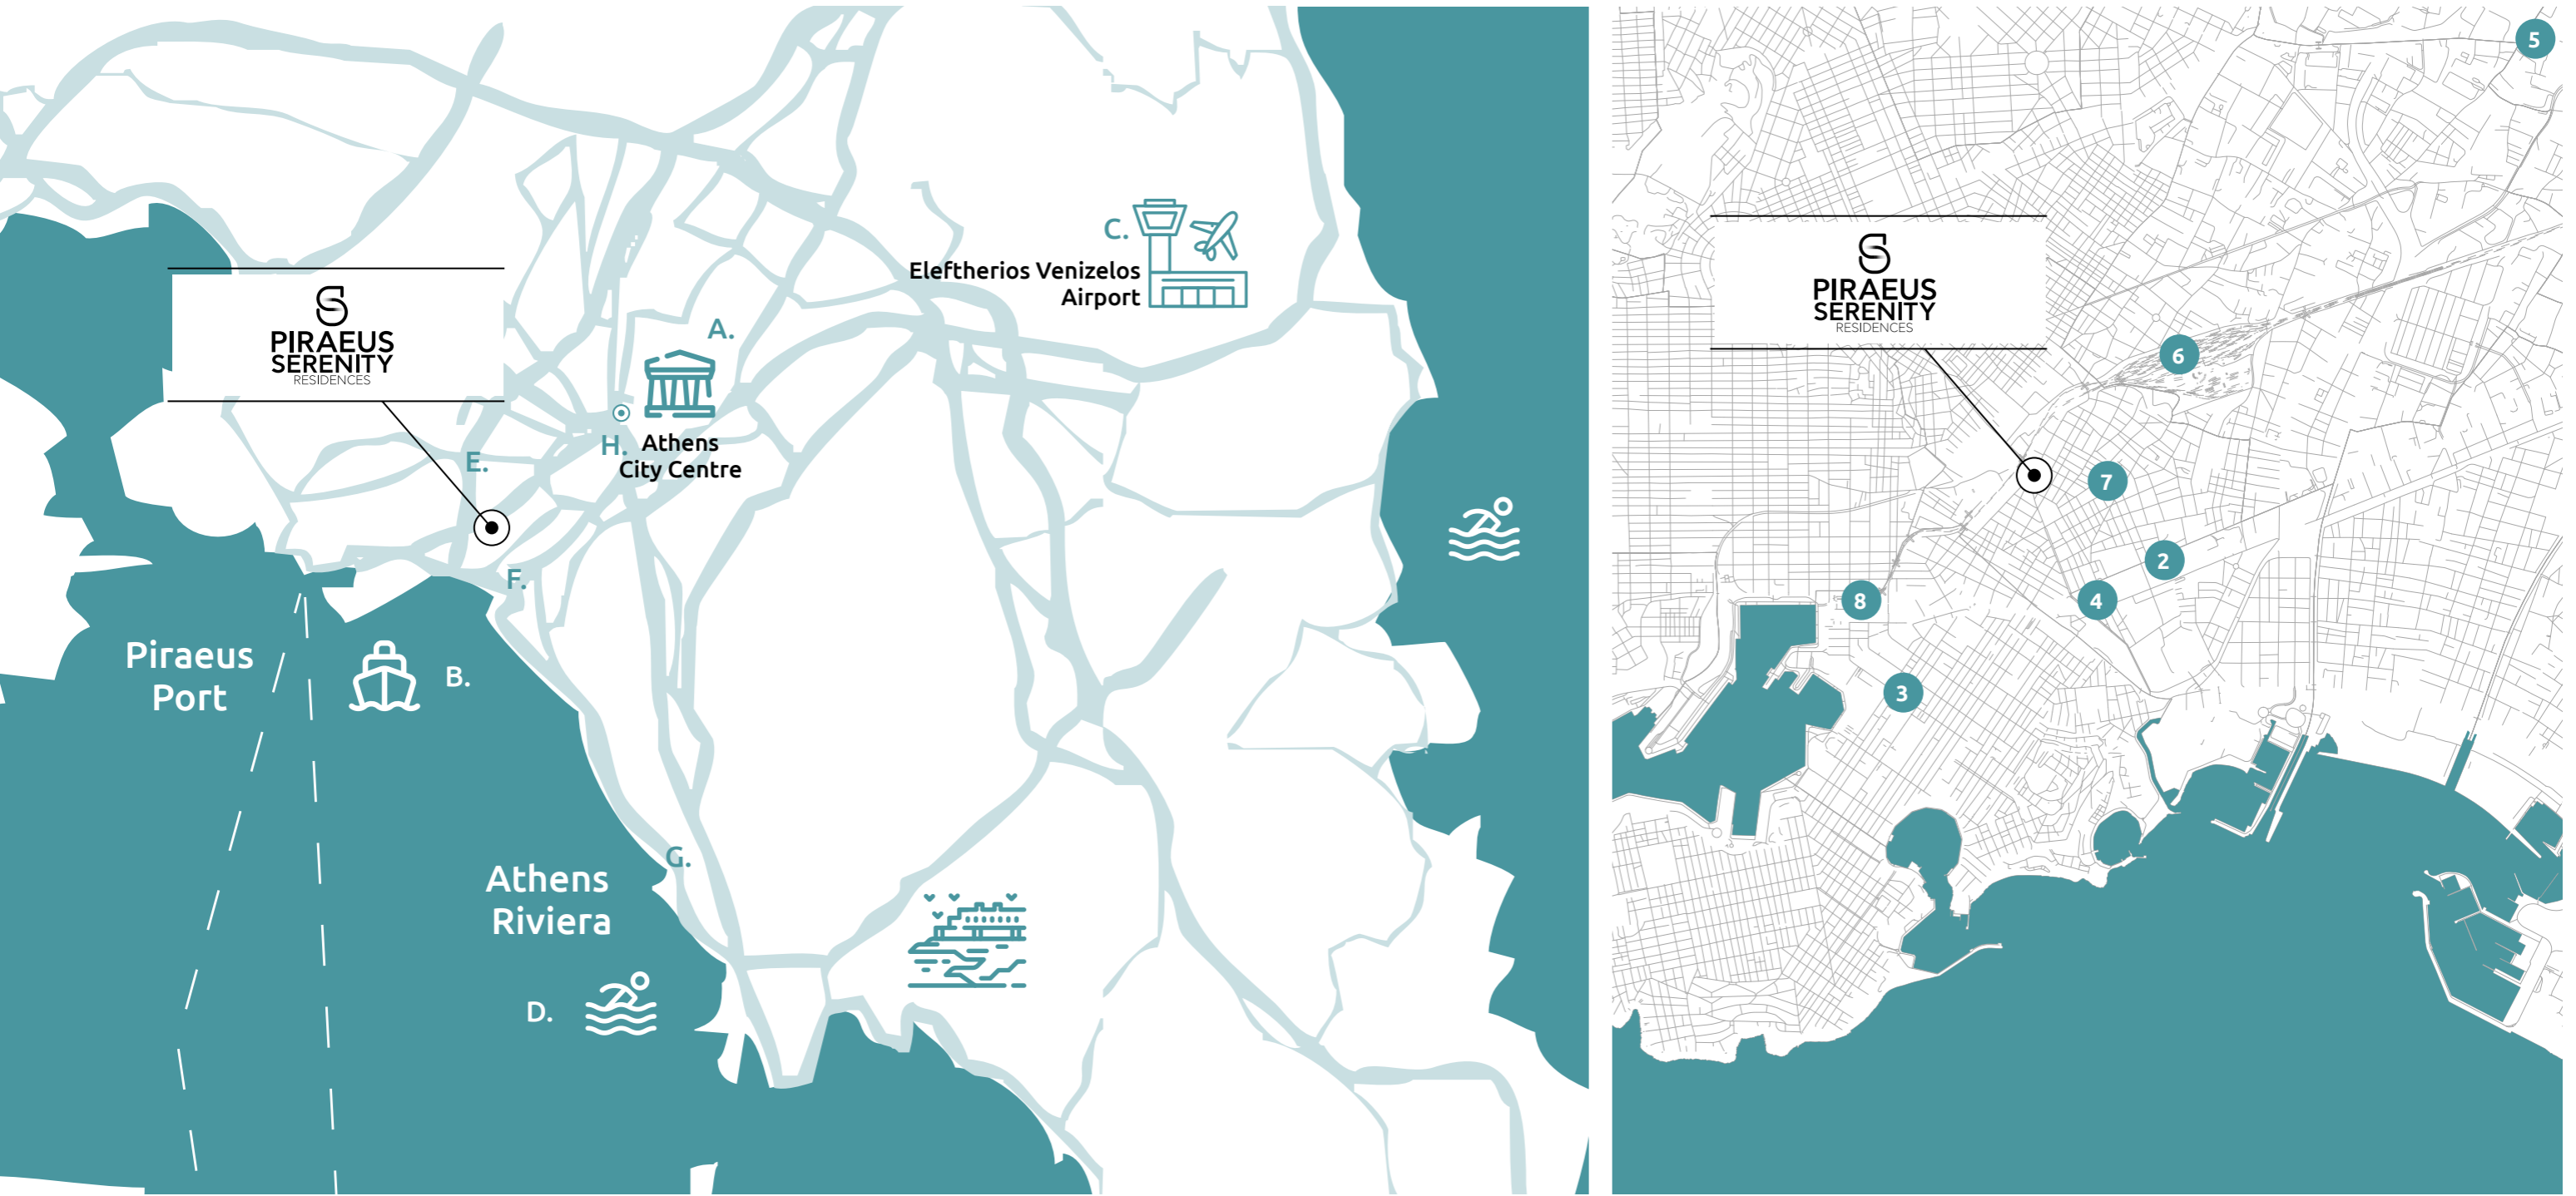 PIRAEUS
SERENITY
RESIDENCES
A.
Athens
City Centre
H.
C.
Eleftherios Venizelos
Airport
E.
F.
Piraeus
Port
B.
G.
Athens
Riviera
D.
PIRAEUS
SERENITY
RESIDENCES
5
6
7
2
4
8
3